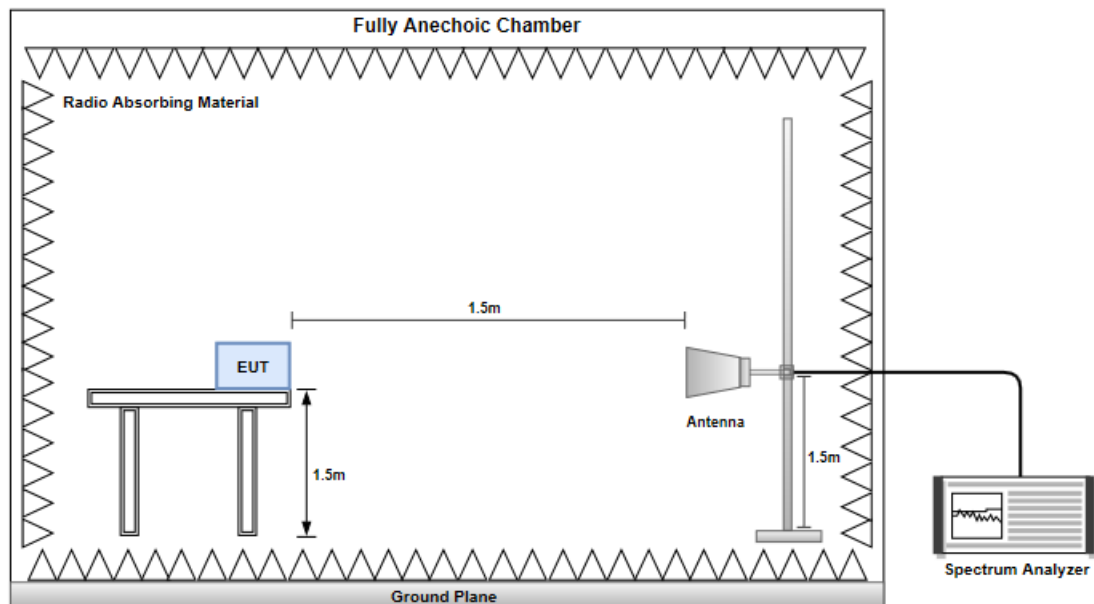 Fully Anechoic Chamber
Radio Absorbing Material
1.5m
EUT
Antenna
1.5m
1.5m
Spectrum Analyzer
Ground Plane